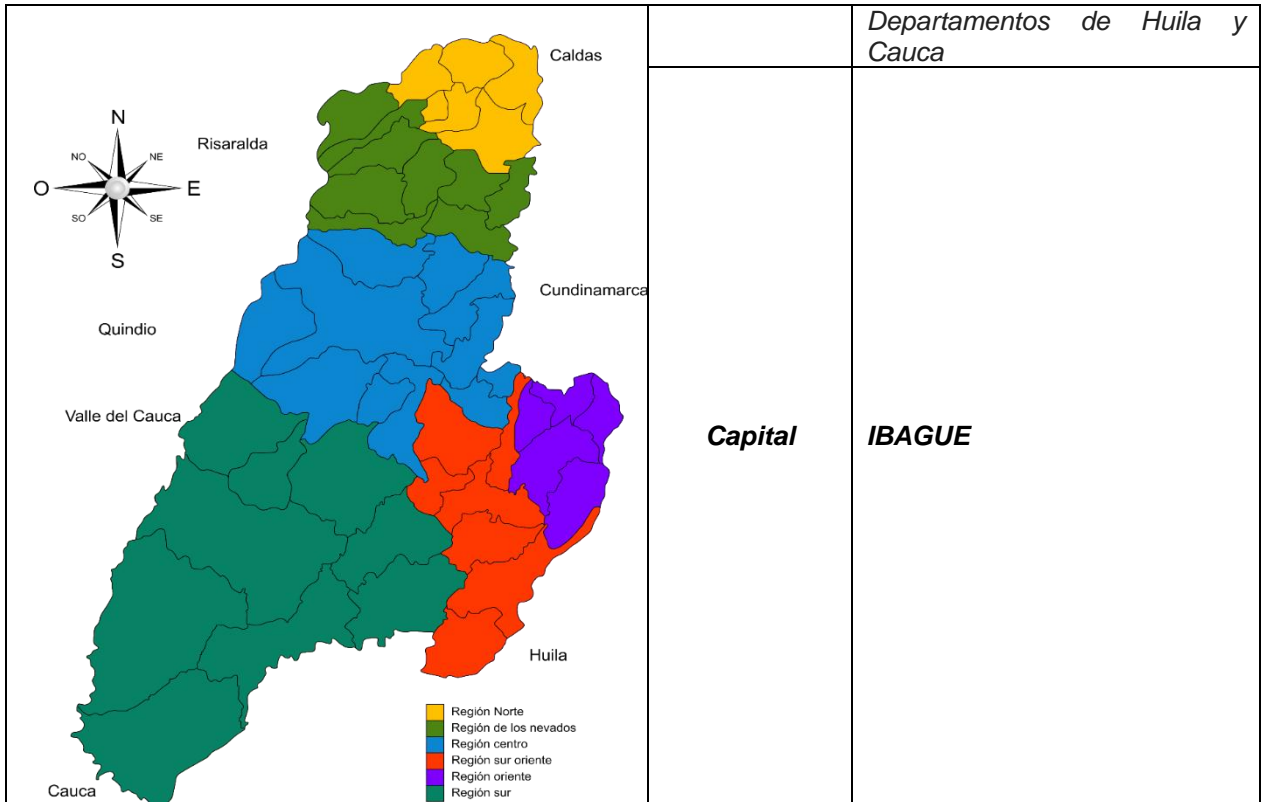 Departamentos de Huila y
Cauca
Caldas
N
Risaralda
NO
NE
O
E
SO
SE
S
Cundinamarca
Quindio
Valle del Cauca
Capital
IBAGUE
Huila
Región Norte
Región de los nevados
Región centro
Región sur oriente
Región oriente
Región sur
Cauca